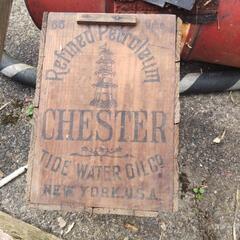 Refined Petroleum
CHESTER
TIDE WATER OIL CO.
NEW YORK. U.S.A.